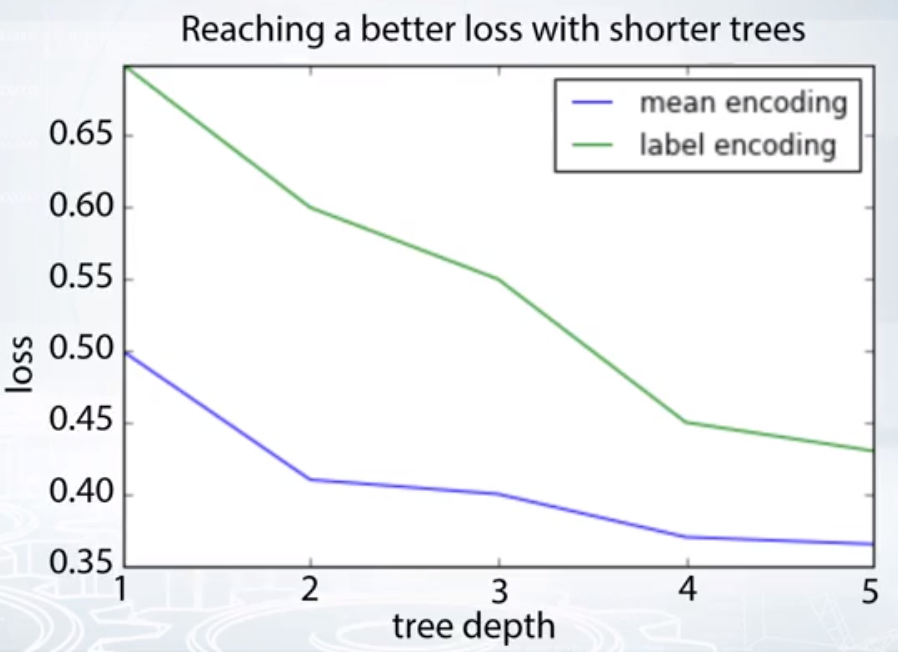 Reaching a better loss with shorter trees
mean encoding
label encoding
0.65
0.60
0.55
0.50
0.45
0.40
0.35
loss
1 2 3 4 5
tree depth